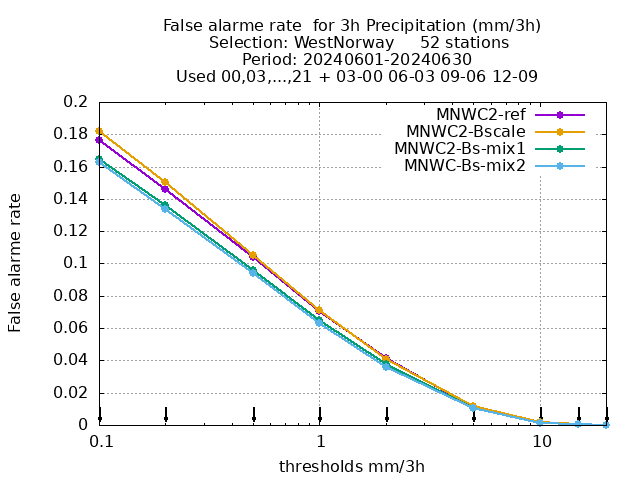 False alarme rate  for 3h Precipitation (mm/3h)
Selection: WestNorway     52 stations
Period: 20240601-20240630
Used 00,03,...,21 + 03-00 06-03 09-06 12-09
0.2
0.18
0.16
0.14
0.12
0.1
0.08
0.06
0.04
0.02
0
False alarme rate
MNWC2-ref
MNWC2-Bscale
MNWC2-Bs-mix1
MNWC-Bs-mix2
0.1
1
10
thresholds mm/3h